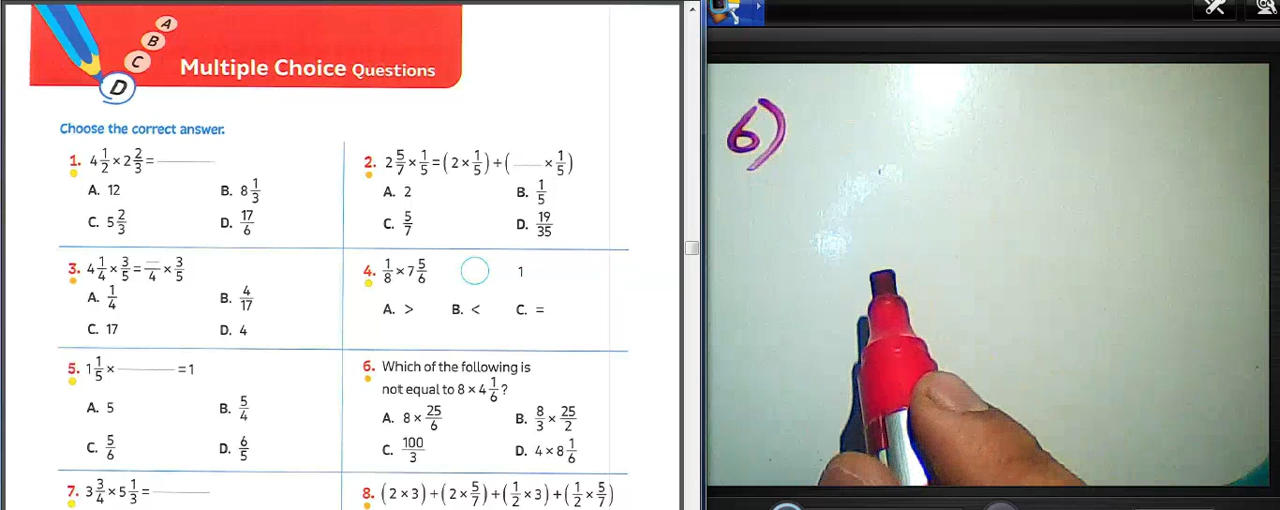 A
B
C
D
Multiple Choice Questions
Choose the correct answer.
1. 4 1/2 × 2 2/3 = ______
A. 12
B. 8 1/3
C. 5 2/3
D. 17/6
2. 2 5/7 × 1/5 = ( 2 × 1/5 ) + ( ___ × 1/5 )
A. 2
B. 1/5
C. 5/7
D. 19/35
3. 4 1/4 × 3/5 = __/4 × 3/5
A. 1/4
B. 4/17
C. 17
D. 4
4. 1/8 × 7 5/6 ◯ 1
A. >
B. <
C. =
5. 1 1/5 × ______ = 1
A. 5
B. 5/4
C. 5/6
D. 6/5
6. Which of the following is
not equal to 8 × 4 1/6 ?
A. 8 × 25/6
B. 8/3 × 25/2
C. 100/3
D. 4 × 8 1/6
7. 3 3/4 × 5 1/3 = ______
8. ( 2 × 3 ) + ( 2 × 5/7 ) + ( 1/2 × 3 ) + ( 1/2 × 5/7 )
6)